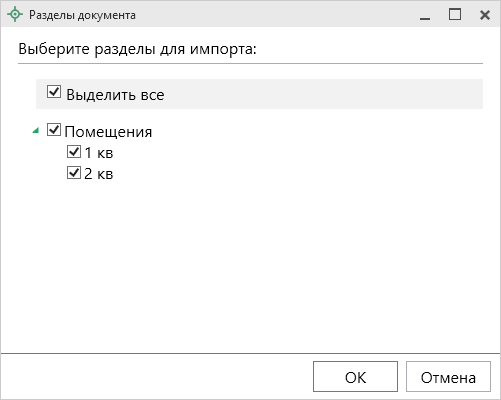 Разделы документа
Выберите разделы для импорта:
Выделить все
Помещения
1 кв
2 кв
OK
Отмена